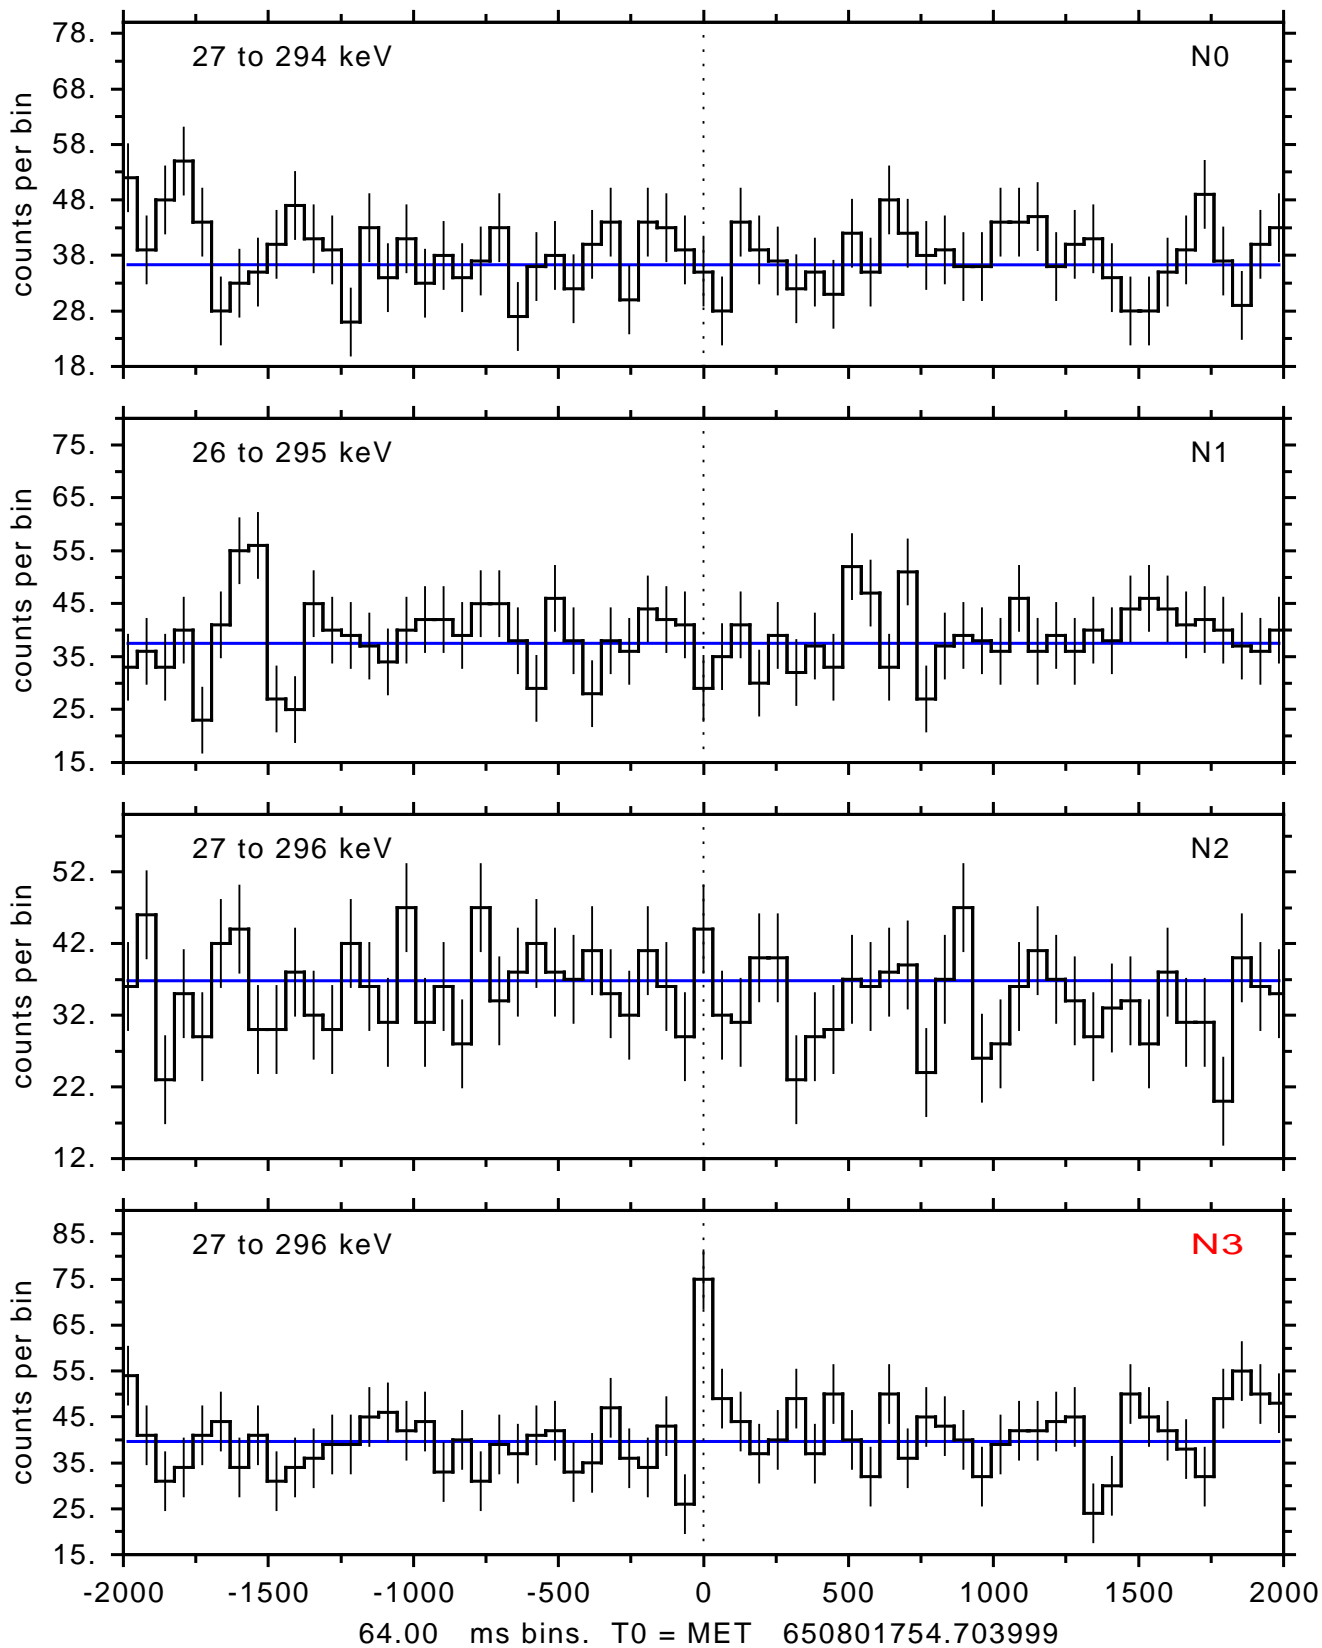 78.
27 to 294 keV N0
68.
58.
48.
38.
28.
18.
counts per bin
75.
26 to 295 keV N1
65.
55.
45.
35.
25.
15.
counts per bin
27 to 296 keV N2
52.
42.
32.
22.
12.
counts per bin
85.
27 to 296 keV N3
75.
65.
55.
45.
35.
25.
15.
counts per bin
-2000 -1500 -1000 -500 0 500 1000 1500 2000
64.00 ms bins. T0 = MET 650801754.703999